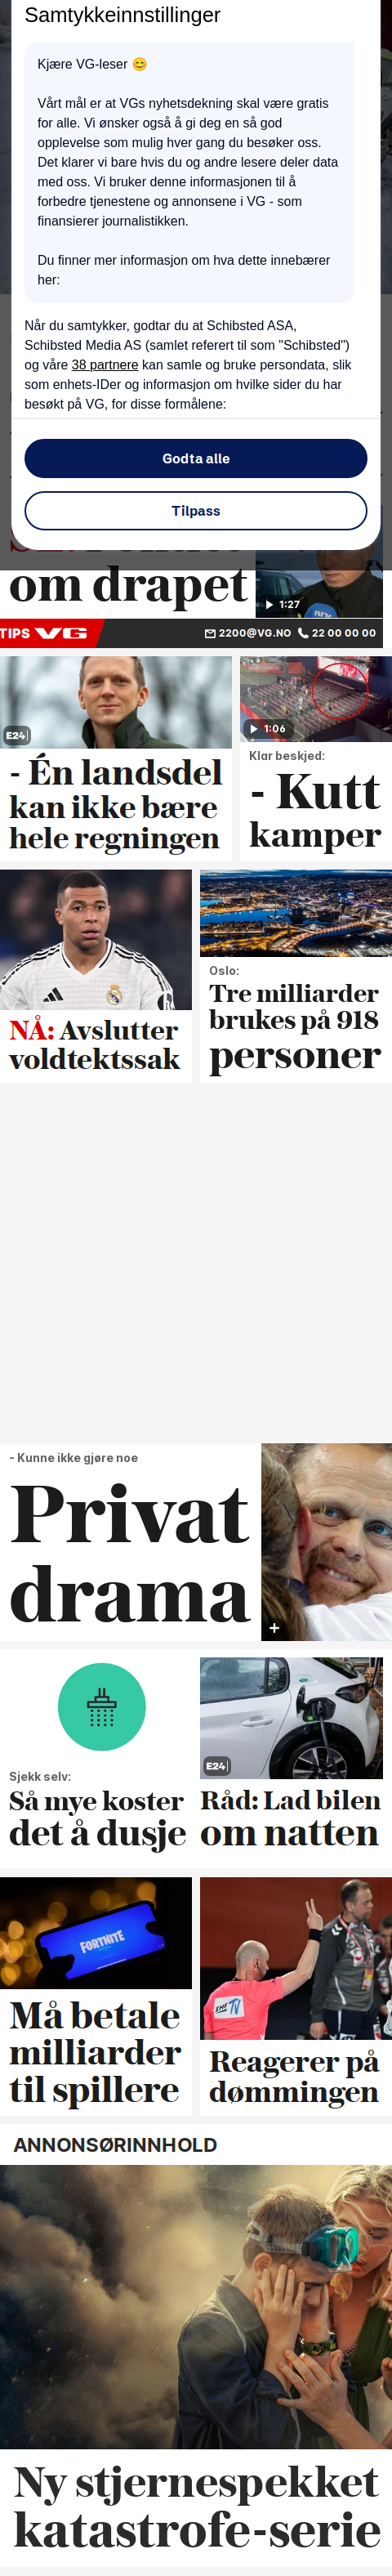 Samtykkeinnstillinger
Kjære VG-leser 😊
Vårt mål er at VGs nyhetsdekning skal være gratis
for alle. Vi ønsker også å gi deg en så god
opplevelse som mulig hver gang du besøker oss.
Det klarer vi bare hvis du og andre lesere deler data
med oss. Vi bruker denne informasjonen til å
forbedre tjenestene og annonsene i VG - som
finansierer journalistikken.
Du finner mer informasjon om hva dette innebærer
her:
Når du samtykker, godtar du at Schibsted ASA,
Schibsted Media AS (samlet referert til som "Schibsted")
og våre 38 partnere kan samle og bruke persondata, slik
som enhets-IDer og informasjon om hvilke sider du har
besøkt på VG, for disse formålene:
Godta alle
Tilpass
om drapet
1:27
TIPS VG
2200@VG.NO 22 00 00 00
E24
- Én landsdel
kan ikke bære
hele regningen
1:06
Klar beskjed:
- Kutt
kamper
NÅ: Avslutter
voldtektssak
Oslo:
Tre milliarder
brukes på 918
personer
- Kunne ikke gjøre noe
Privat
drama
Sjekk selv:
Så mye koster
det å dusje
E24
Råd: Lad bilen
om natten
FORTNITE
Må betale
milliarder
til spillere
EHF TV
Reagerer på
dømmingen
ANNONSØRINNHOLD
Ny stjernespekket
katastrofe-serie